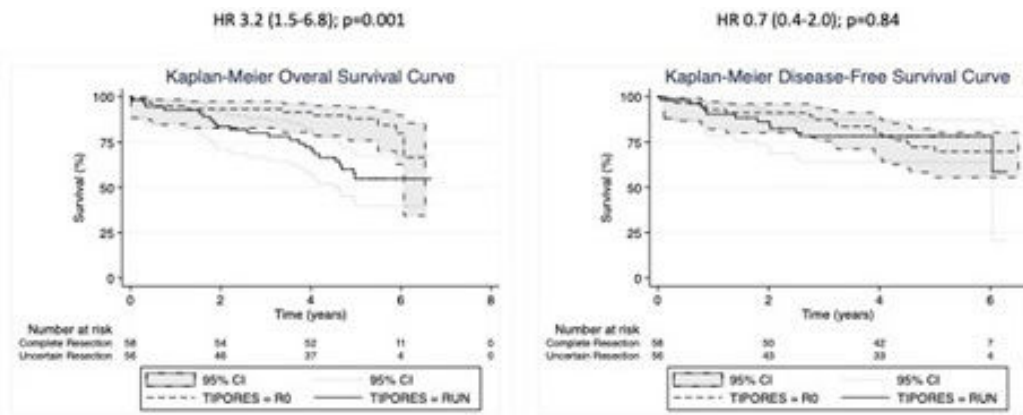 HR 3.2 (1.5-6.8); p=0.001
HR 0.7 (0.4-2.0); p=0.84
Kaplan-Meier Overal Survival Curve
100
75
50
25
0
Survival (%)
0 2 4 6 8
Time (years)
Number at risk
Complete Resection 58 54 52 11 0
Uncertain Resection 56 46 37 4 0
95% CI 95% CI
TIPORES = R0 TIPORES = RUN
Kaplan-Meier Disease-Free Survival Curve
100
75
50
25
0
Survival (%)
0 2 4 6
Time (years)
Number at risk
Complete Resection 58 50 42 7
Uncertain Resection 56 43 33 4
95% CI 95% CI
TIPORES = R0 TIPORES = RUN